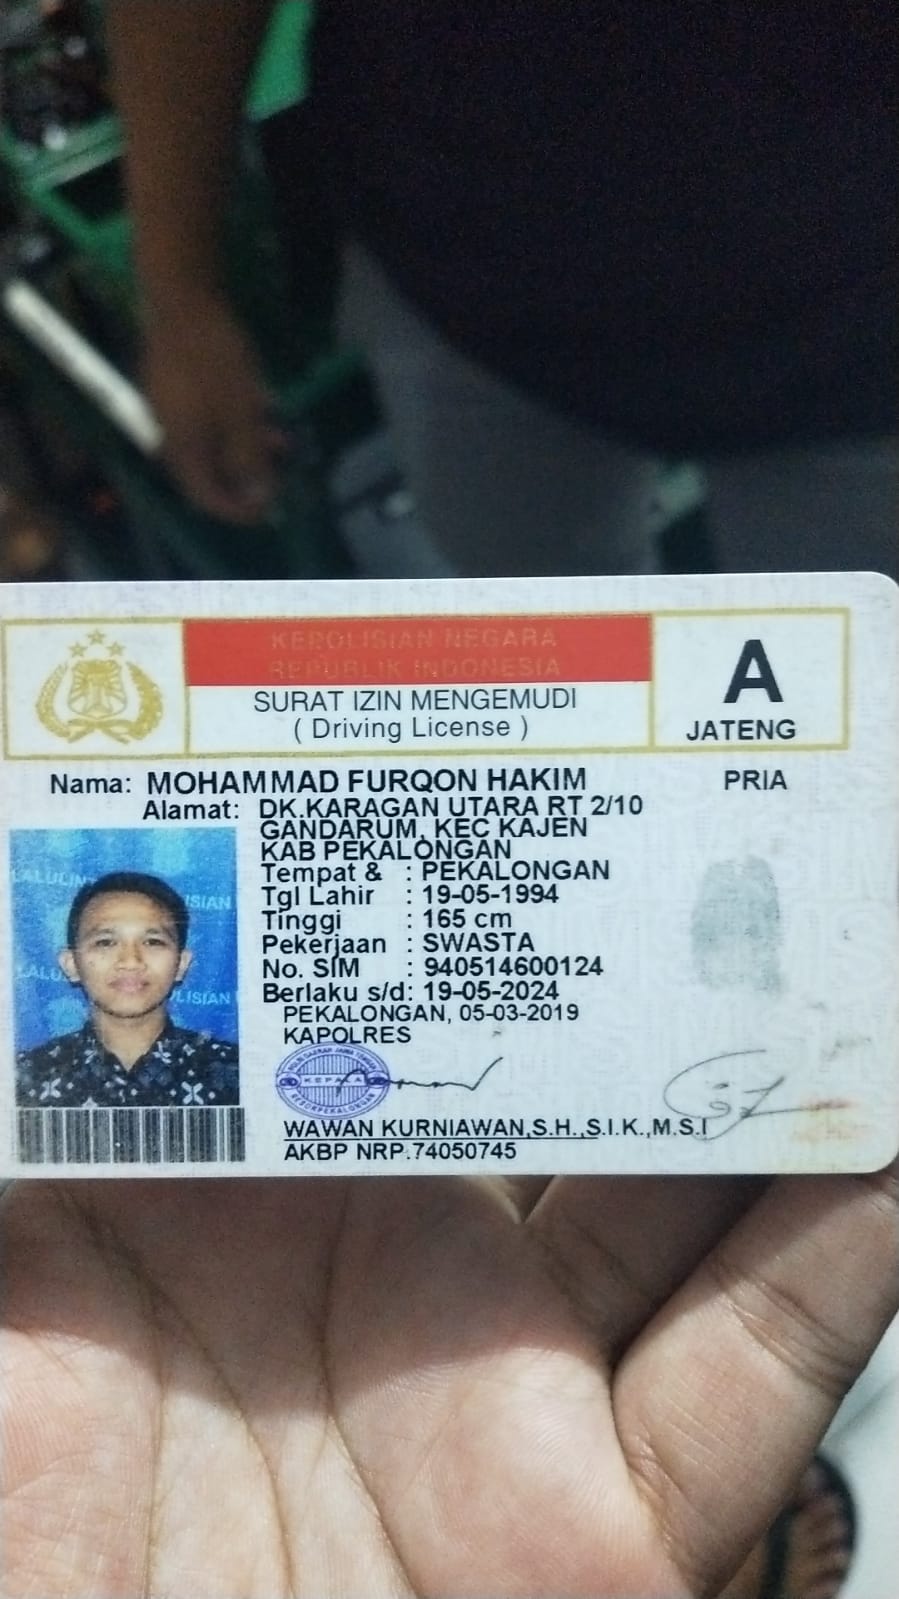 KEPOLISIAN NEGARA
REPUBLIK INDONESIA
SURAT IZIN MENGEMUDI
( Driving License )
A
JATENG
Nama: MOHAMMAD FURQON HAKIM
PRIA
Alamat: DK.KARAGAN UTARA RT 2/10
GANDARUM, KEC KAJEN
KAB PEKALONGAN
Tempat & : PEKALONGAN
Tgl Lahir : 19-05-1994
Tinggi : 165 cm
Pekerjaan : SWASTA
No. SIM : 940514600124
Berlaku s/d: 19-05-2024
PEKALONGAN, 05-03-2019
KAPOLRES
KEPALA
WAWAN KURNIAWAN,S.H.,S.I.K.,M.S.I
AKBP NRP.74050745